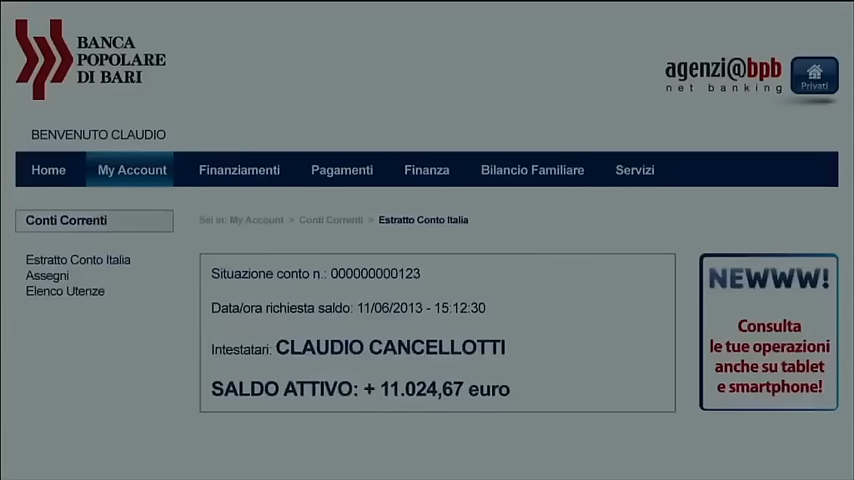 BANCA
POPOLARE
DI BARI
agenzi@bpb
net banking
Privati
BENVENUTO CLAUDIO
Home My Account Finanziamenti Pagamenti Finanza Bilancio Familiare Servizi
Conti Correnti
Sei in: My Account > Conti Correnti > Estratto Conto Italia
Estratto Conto Italia
Assegni
Elenco Utenze
Situazione conto n.: 000000000123
Data/ora richiesta saldo: 11/06/2013 - 15:12:30
Intestatari: CLAUDIO CANCELLOTTI
SALDO ATTIVO: + 11.024,67 euro
NEWWW!
Consulta
le tue operazioni
anche su tablet
e smartphone!